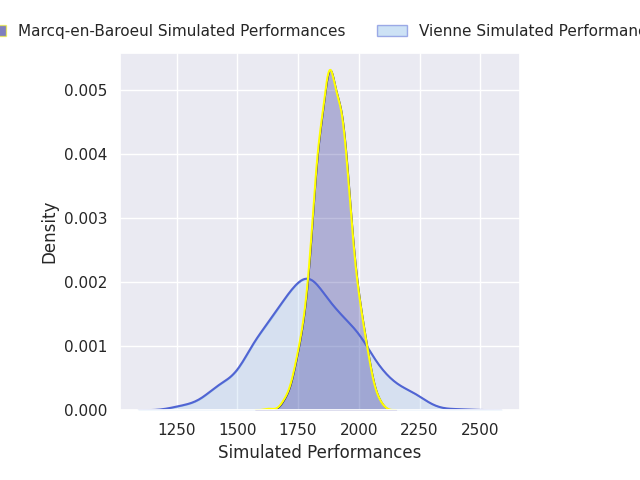 Marcq-en-Baroeul Simulated Performances Vienne Simulated
0.005
0.004
0.003
0.002
0.001
0.000
Density
1250 1500 1750 2000 2250 2500
Simulated Performances